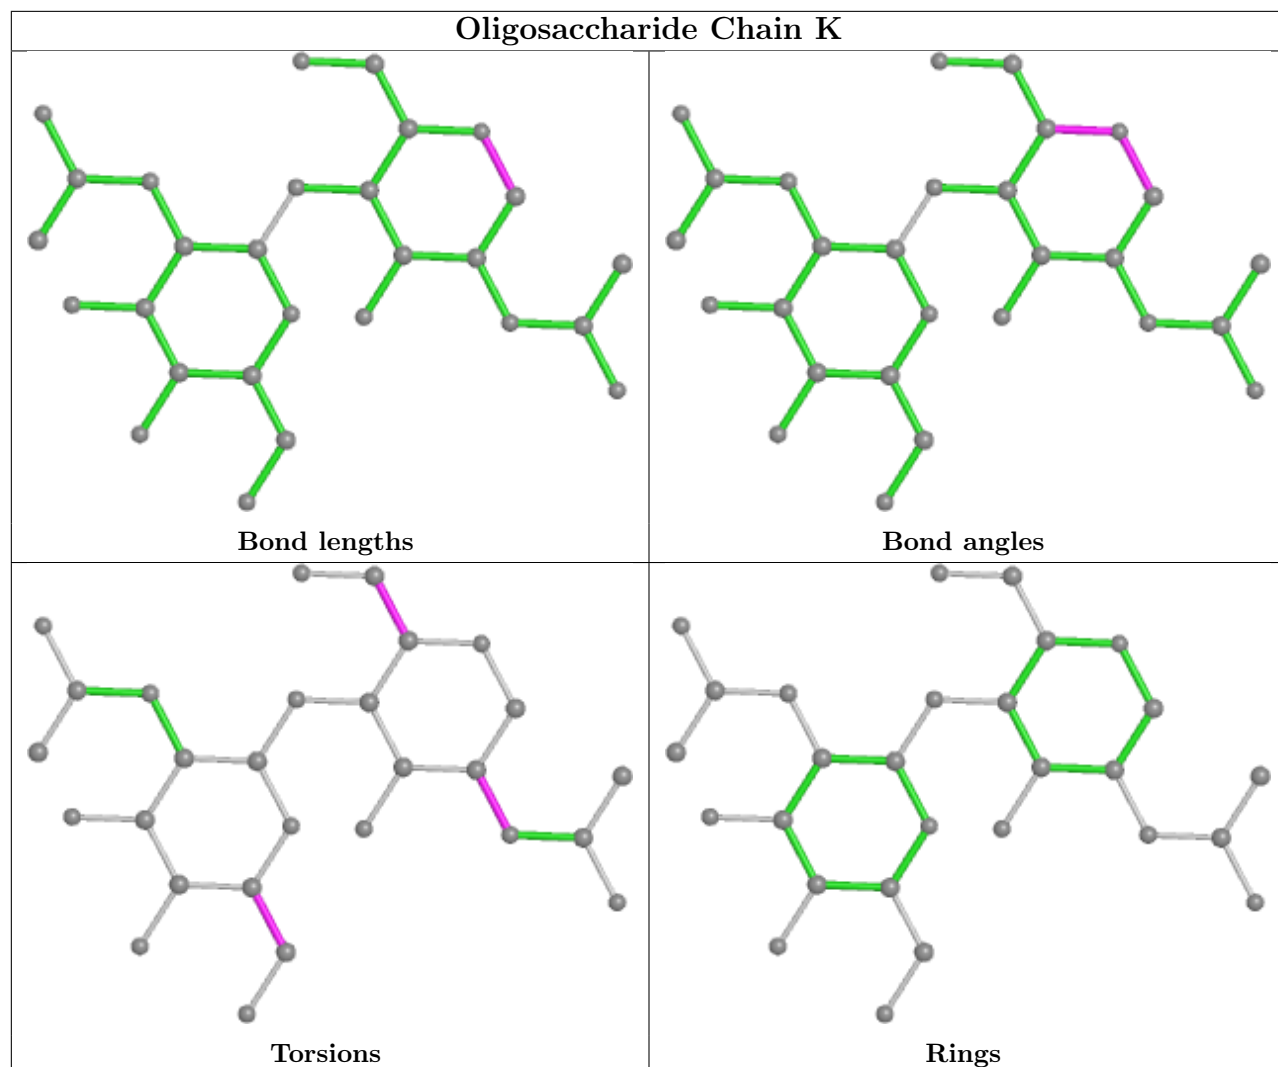 Oligosaccharide Chain K
Bond lengths
Bond angles
Torsions
Rings